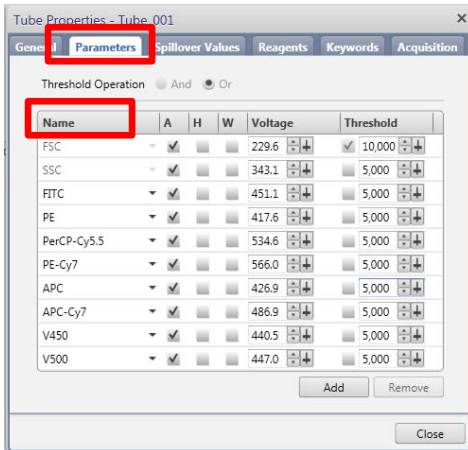 Tube Properties - Tube_001
General Parameters Spillover Values Reagents Keywords Acquisition
Threshold Operation And Or
Name A H W Voltage Threshold
FSC 229.6 10,000
SSC 343.1 5,000
FITC 451.1 5,000
PE 417.6 5,000
PerCP-Cy5.5 534.6 5,000
PE-Cy7 566.0 5,000
APC 426.9 5,000
APC-Cy7 486.9 5,000
V450 440.5 5,000
V500 447.0 5,000
Add Remove
Close